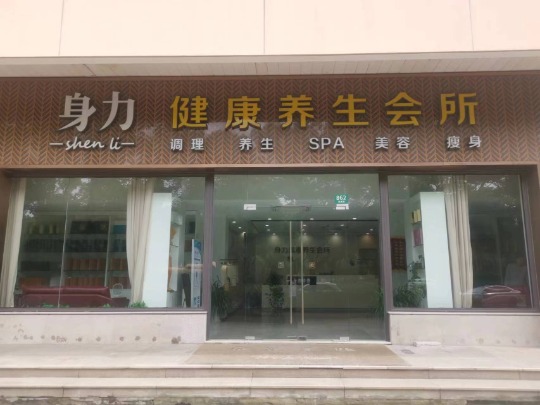 身力 健康养生会所
shen li 调理 养生 SPA 美容 瘦身
862